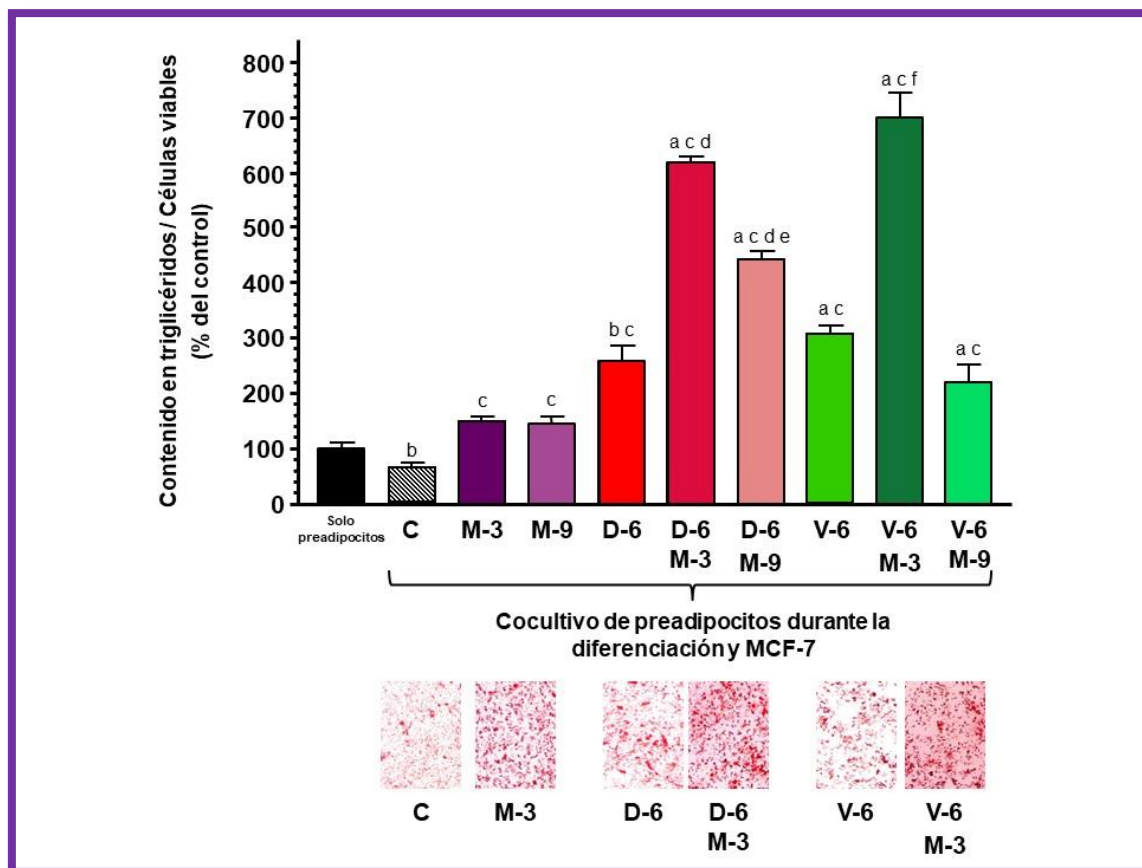 Contenido en triglicéridos / Células viables
(% del control)
800
700
600
500
400
300
200
100
0
b
c
c
b c
a c d
a c d e
a c
a c f
a c
Solo
preadipocitos
C
M-3
M-9
D-6
D-6
M-3
D-6
M-9
V-6
V-6
M-3
V-6
M-9
Cocultivo de preadipocitos durante la
diferenciación y MCF-7
C
M-3
D-6
D-6
M-3
V-6
V-6
M-3